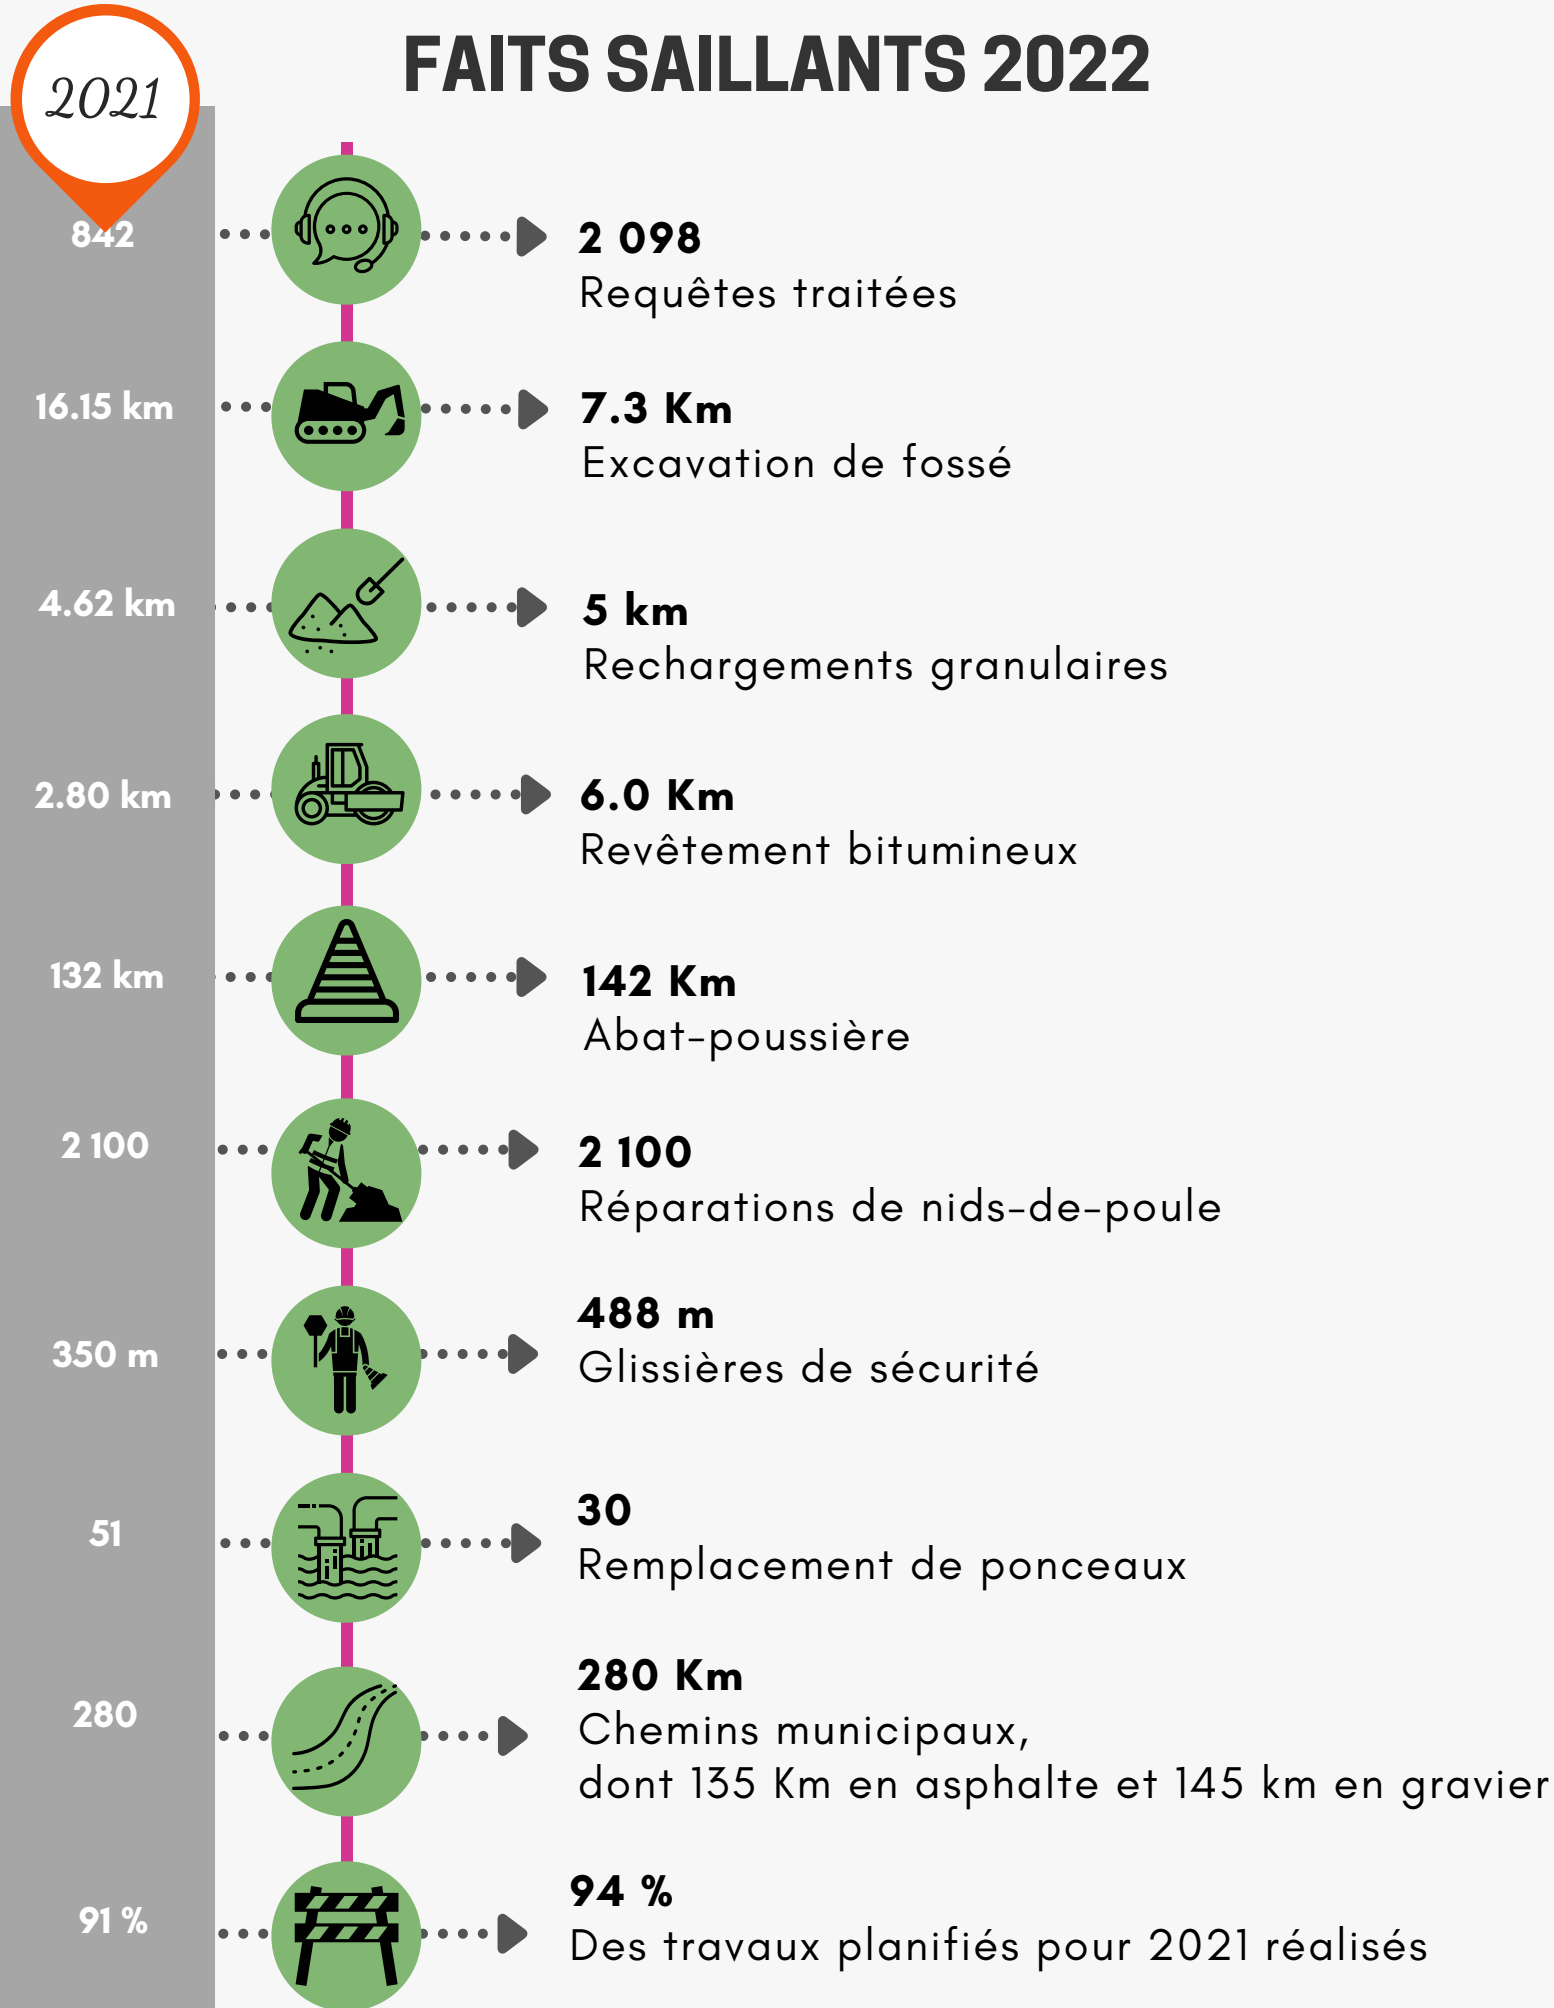 FAITS SAILLANTS 2022
2021
842
2 098
Requêtes traitées
16.15 km
7.3 Km
Excavation de fossé
4.62 km
5 km
Rechargements granulaires
2.80 km
6.0 Km
Revêtement bitumineux
132 km
142 Km
Abat-poussière
2 100
2 100
Réparations de nids-de-poule
350 m
488 m
Glissières de sécurité
51
30
Remplacement de ponceaux
280
280 Km
Chemins municipaux,
dont 135 Km en asphalte et 145 km en gravier
91 %
94 %
Des travaux planifiés pour 2021 réalisés